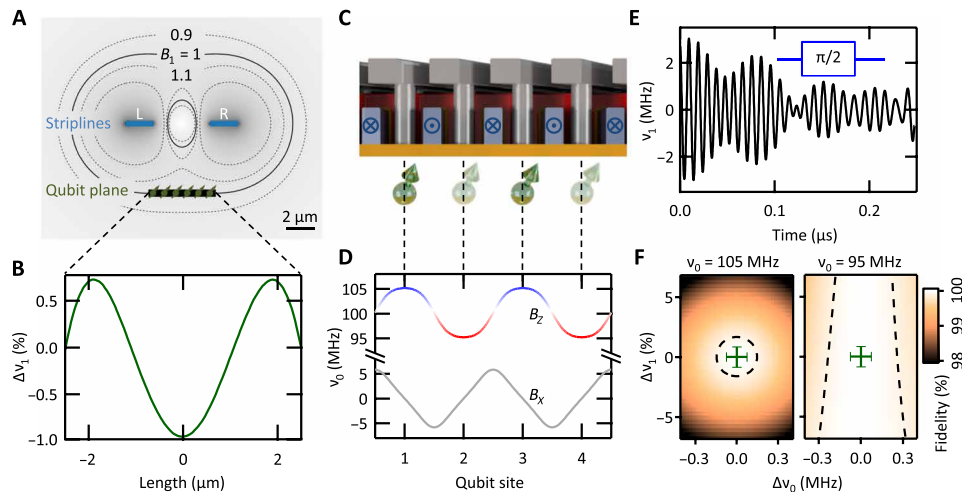 A
0.9
B1 = 1
1.1
L
R
Striplines
Qubit plane
2 μm
B
0.5
0.0
−0.5
−1.0
Δν1 (%)
−2
0
2
Length (μm)
C
D
105
100
95
5
0
−5
ν0 (MHz)
BZ
BX
1
2
3
4
Qubit site
E
2
0
−2
ν1 (MHz)
π/2
0.0
0.1
0.2
Time (μs)
F
ν0 = 105 MHz
ν0 = 95 MHz
5
0
−5
Δν1 (%)
−0.3
0.0
0.3
−0.3
0.0
0.3
Δν0 (MHz)
100
99
98
Fidelity (%)